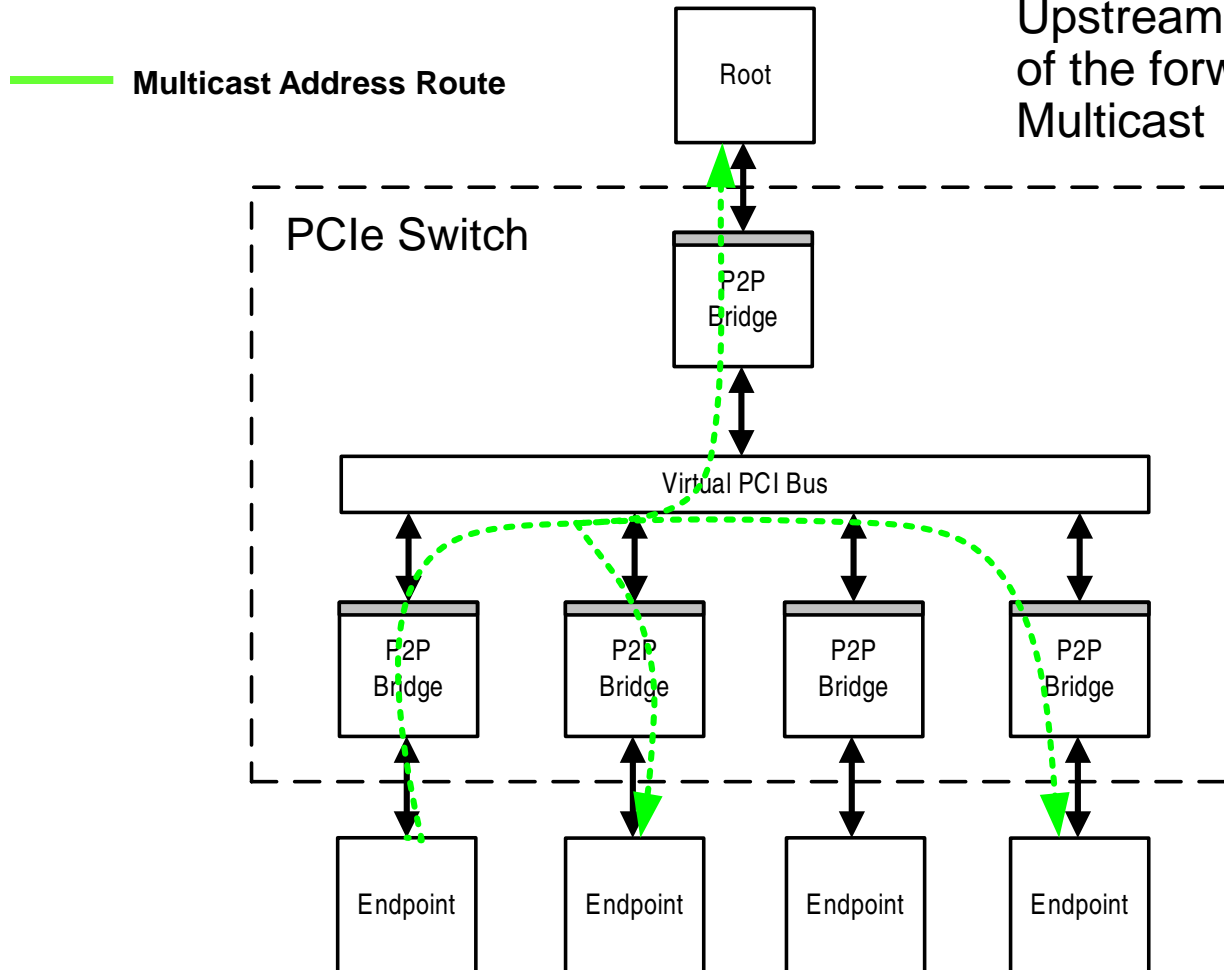 Upstream
of the forw
Multicast
Multicast Address Route
Root
PCIe Switch
P2P
Bridge
Virtual PCI Bus
P2P
Bridge
P2P
Bridge
P2P
Bridge
P2P
Bridge
Endpoint
Endpoint
Endpoint
Endpoint